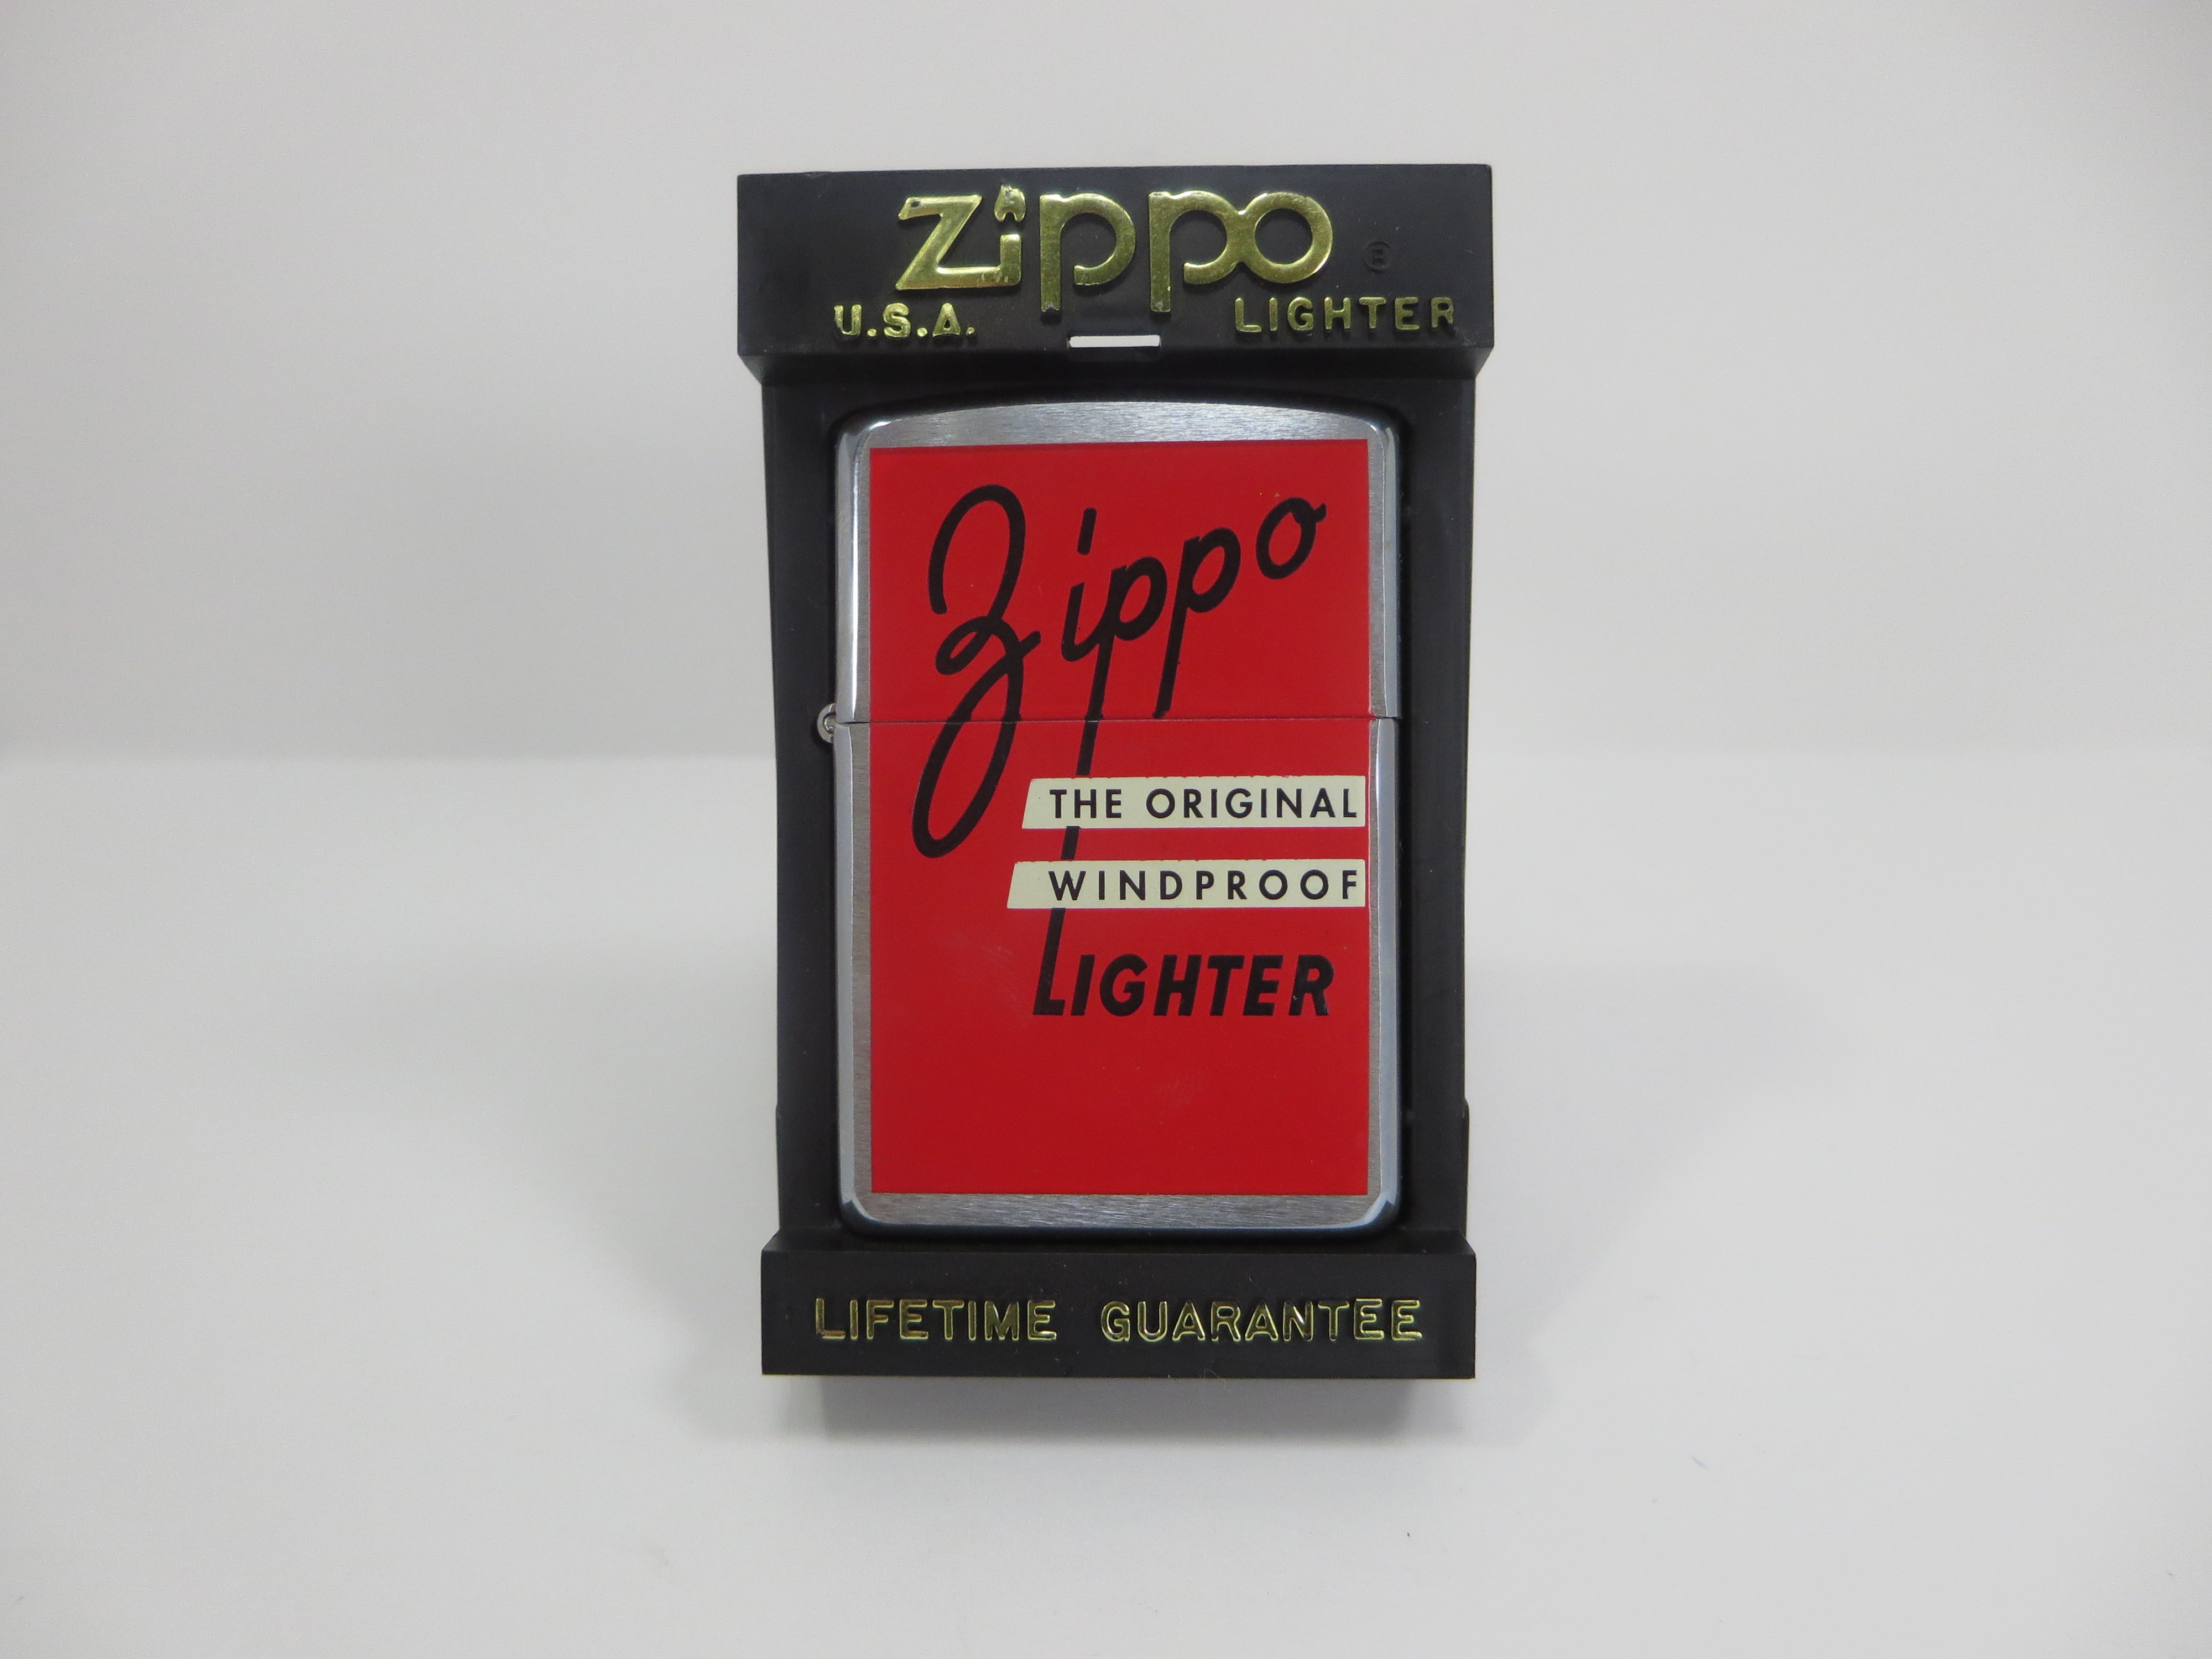 Zippo ®
U.S.A. LIGHTER
Zippo
THE ORIGINAL
WINDPROOF
LIGHTER
LIFETIME GUARANTEE